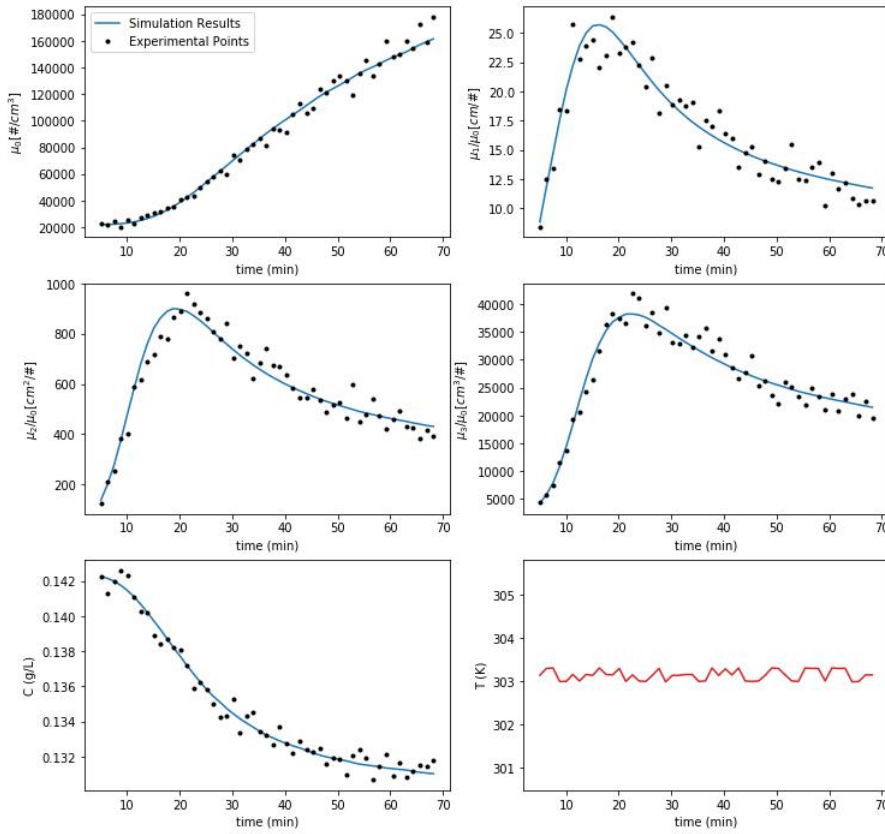 180000
160000
140000
120000
100000
80000
60000
40000
20000
μ₀[#/cm³]
Simulation Results
Experimental Points
10 20 30 40 50 60 70
time (min)
25.0
22.5
20.0
17.5
15.0
12.5
10.0
μ₁/μ₀[cm/#]
10 20 30 40 50 60 70
time (min)
1000
800
600
400
200
μ₂/μ₀[cm²/#]
10 20 30 40 50 60 70
time (min)
40000
35000
30000
25000
20000
15000
10000
5000
μ₃/μ₀[cm³/#]
10 20 30 40 50 60 70
time (min)
0.142
0.140
0.138
0.136
0.134
0.132
C (g/L)
10 20 30 40 50 60 70
time (min)
305
304
303
302
301
T (K)
10 20 30 40 50 60 70
time (min)